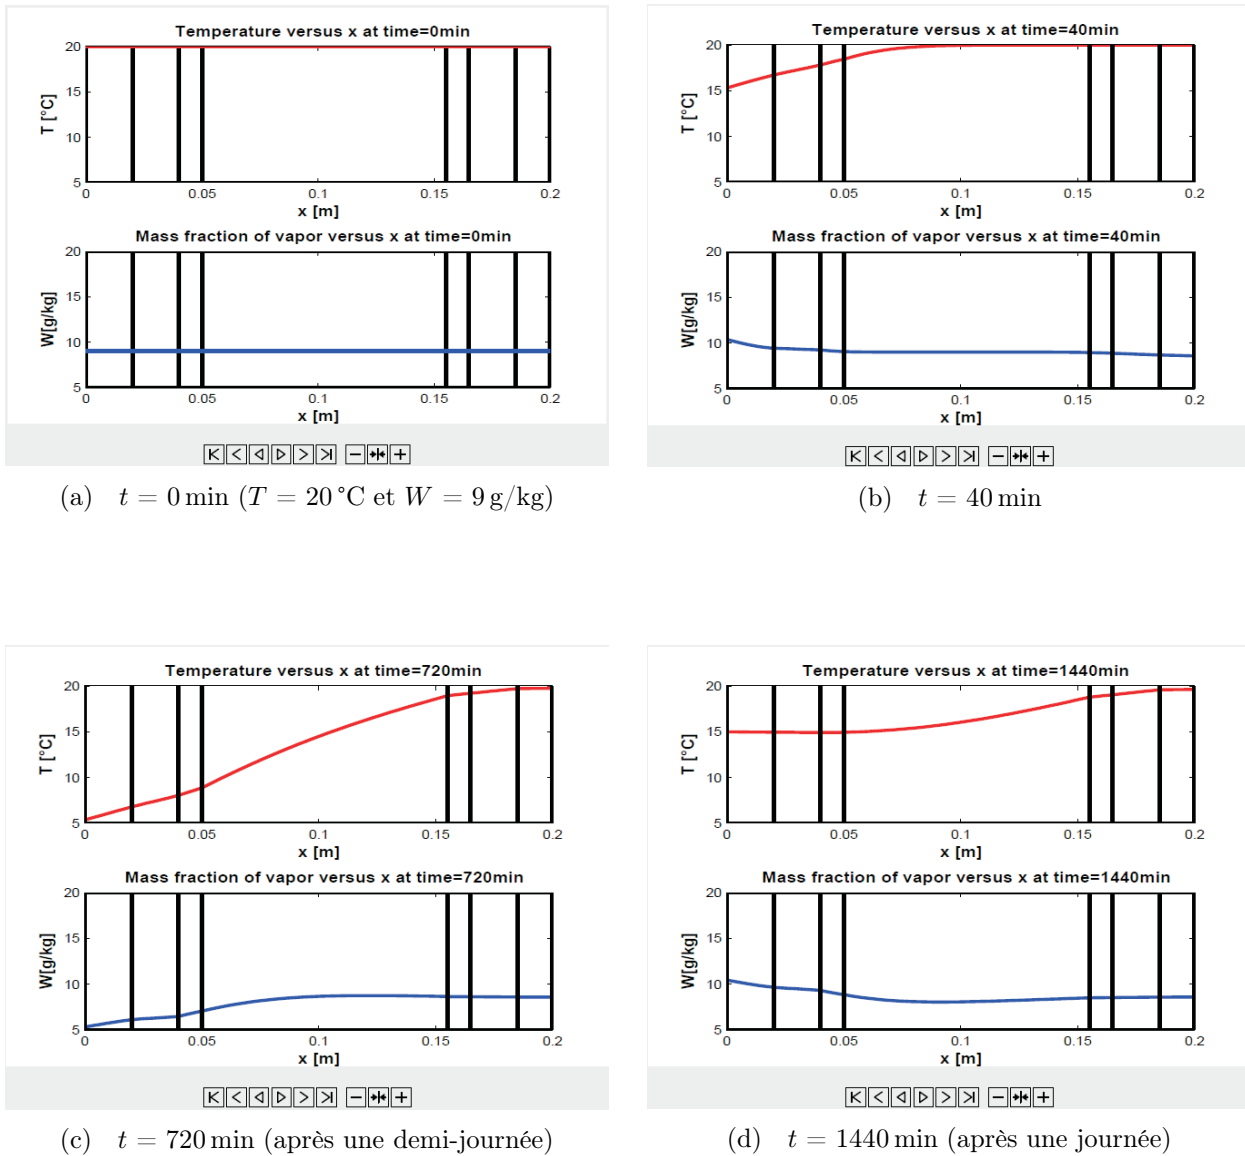 Temperature versus x at time=0min
T [°C]
20
15
10
5
0
0.05
0.1
0.15
0.2
x [m]
Mass fraction of vapor versus x at time=0min
W[g/kg]
20
15
10
5
0
0.05
0.1
0.15
0.2
x [m]
(a) t = 0 min (T = 20 °C et W = 9 g/kg)
Temperature versus x at time=40min
T [°C]
20
15
10
5
0
0.05
0.1
0.15
0.2
x [m]
Mass fraction of vapor versus x at time=40min
W[g/kg]
20
15
10
5
0
0.05
0.1
0.15
0.2
x [m]
(b) t = 40 min
Temperature versus x at time=720min
T [°C]
20
15
10
5
0
0.05
0.1
0.15
0.2
x [m]
Mass fraction of vapor versus x at time=720min
W[g/kg]
20
15
10
5
0
0.05
0.1
0.15
0.2
x [m]
(c) t = 720 min (après une demi-journée)
Temperature versus x at time=1440min
T [°C]
20
15
10
5
0
0.05
0.1
0.15
0.2
x [m]
Mass fraction of vapor versus x at time=1440min
W[g/kg]
20
15
10
5
0
0.05
0.1
0.15
0.2
x [m]
(d) t = 1440 min (après une journée)